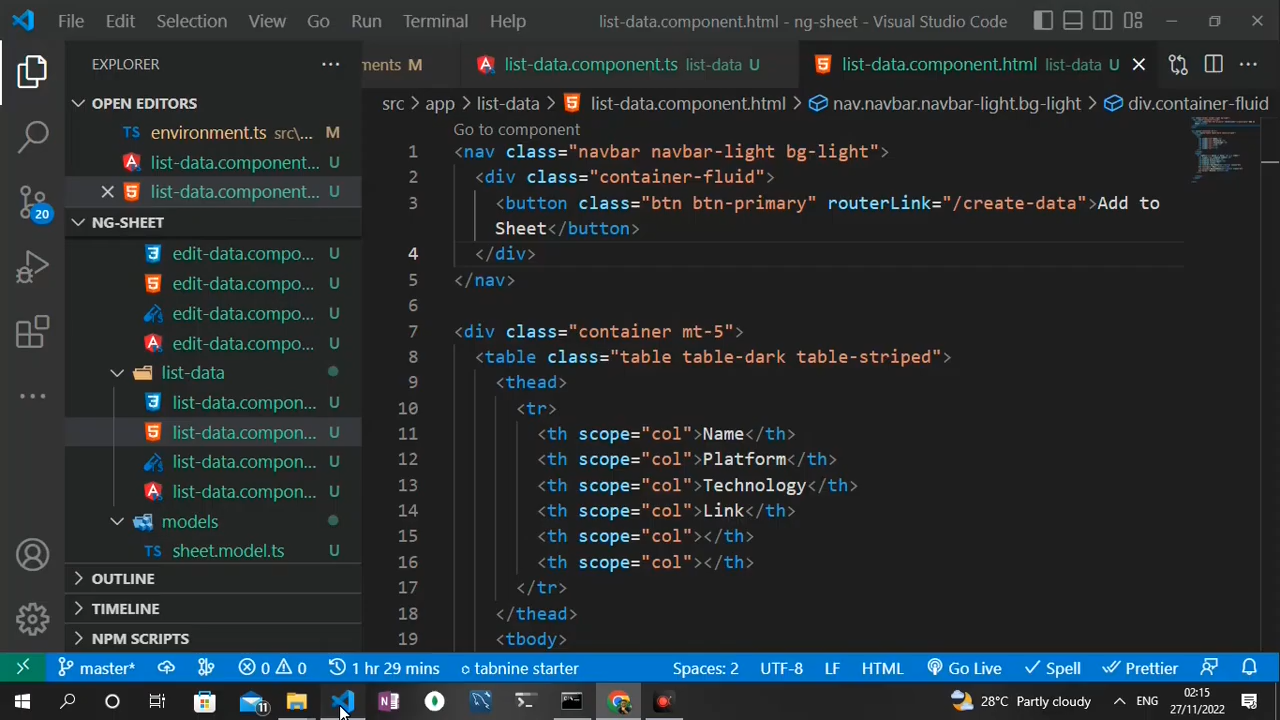 File Edit Selection View Go Run Terminal Help list-data.component.html - ng-sheet - Visual Studio Code
EXPLORER
OPEN EDITORS
TS environment.ts src\... M
list-data.component... U
list-data.component... U
NG-SHEET
edit-data.compo... U
edit-data.compo... U
edit-data.compo... U
edit-data.compo... U
list-data
list-data.compon... U
list-data.compon... U
list-data.compon... U
list-data.compon... U
models
TS sheet.model.ts U
OUTLINE
TIMELINE
NPM SCRIPTS
20
ments M list-data.component.ts list-data U list-data.component.html list-data U
src > app > list-data > list-data.component.html > nav.navbar.navbar-light.bg-light > div.container-fluid
Go to component
1 <nav class="navbar navbar-light bg-light">
2 <div class="container-fluid">
3 <button class="btn btn-primary" routerLink="/create-data">Add to
Sheet</button>
4 </div>
5 </nav>
6
7 <div class="container mt-5">
8 <table class="table table-dark table-striped">
9 <thead>
10 <tr>
11 <th scope="col">Name</th>
12 <th scope="col">Platform</th>
13 <th scope="col">Technology</th>
14 <th scope="col">Link</th>
15 <th scope="col"></th>
16 <th scope="col"></th>
17 </tr>
18 </thead>
19 <tbody>
master* 0 0 1 hr 29 mins tabnine starter Spaces: 2 UTF-8 LF HTML Go Live Spell Prettier
11 28°C Partly cloudy ENG 02:15
27/11/2022